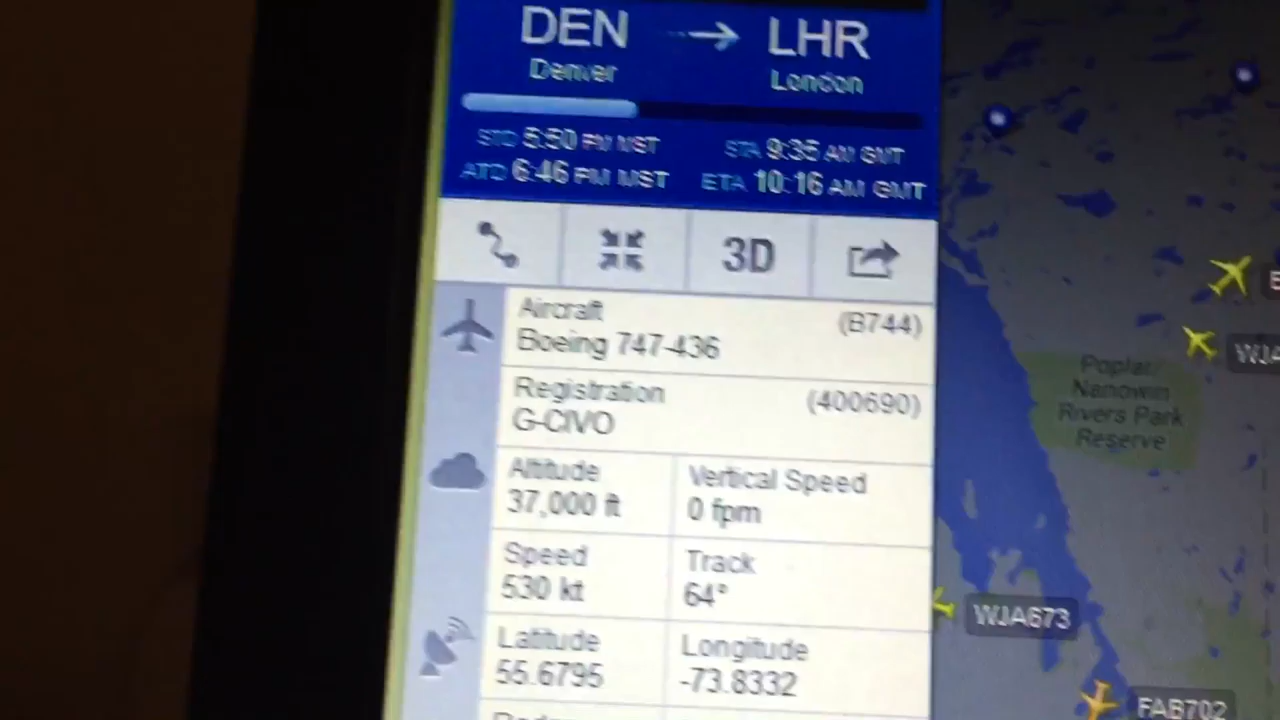 DEN → LHR
Denver London
STD 5:50 PM MST STA 9:35 AM GMT
ATD 6:46 PM MST ETA 10:16 AM GMT
3D
Aircraft (B744)
Boeing 747-436
Registration (400690)
G-CIVO
Altitude Vertical Speed
37,000 ft 0 fpm
Speed Track
530 kt 64°
Latitude Longitude
55.6795 -73.8332
Poplar
Nanowin
Rivers Park
Reserve
WJA673
FAB702